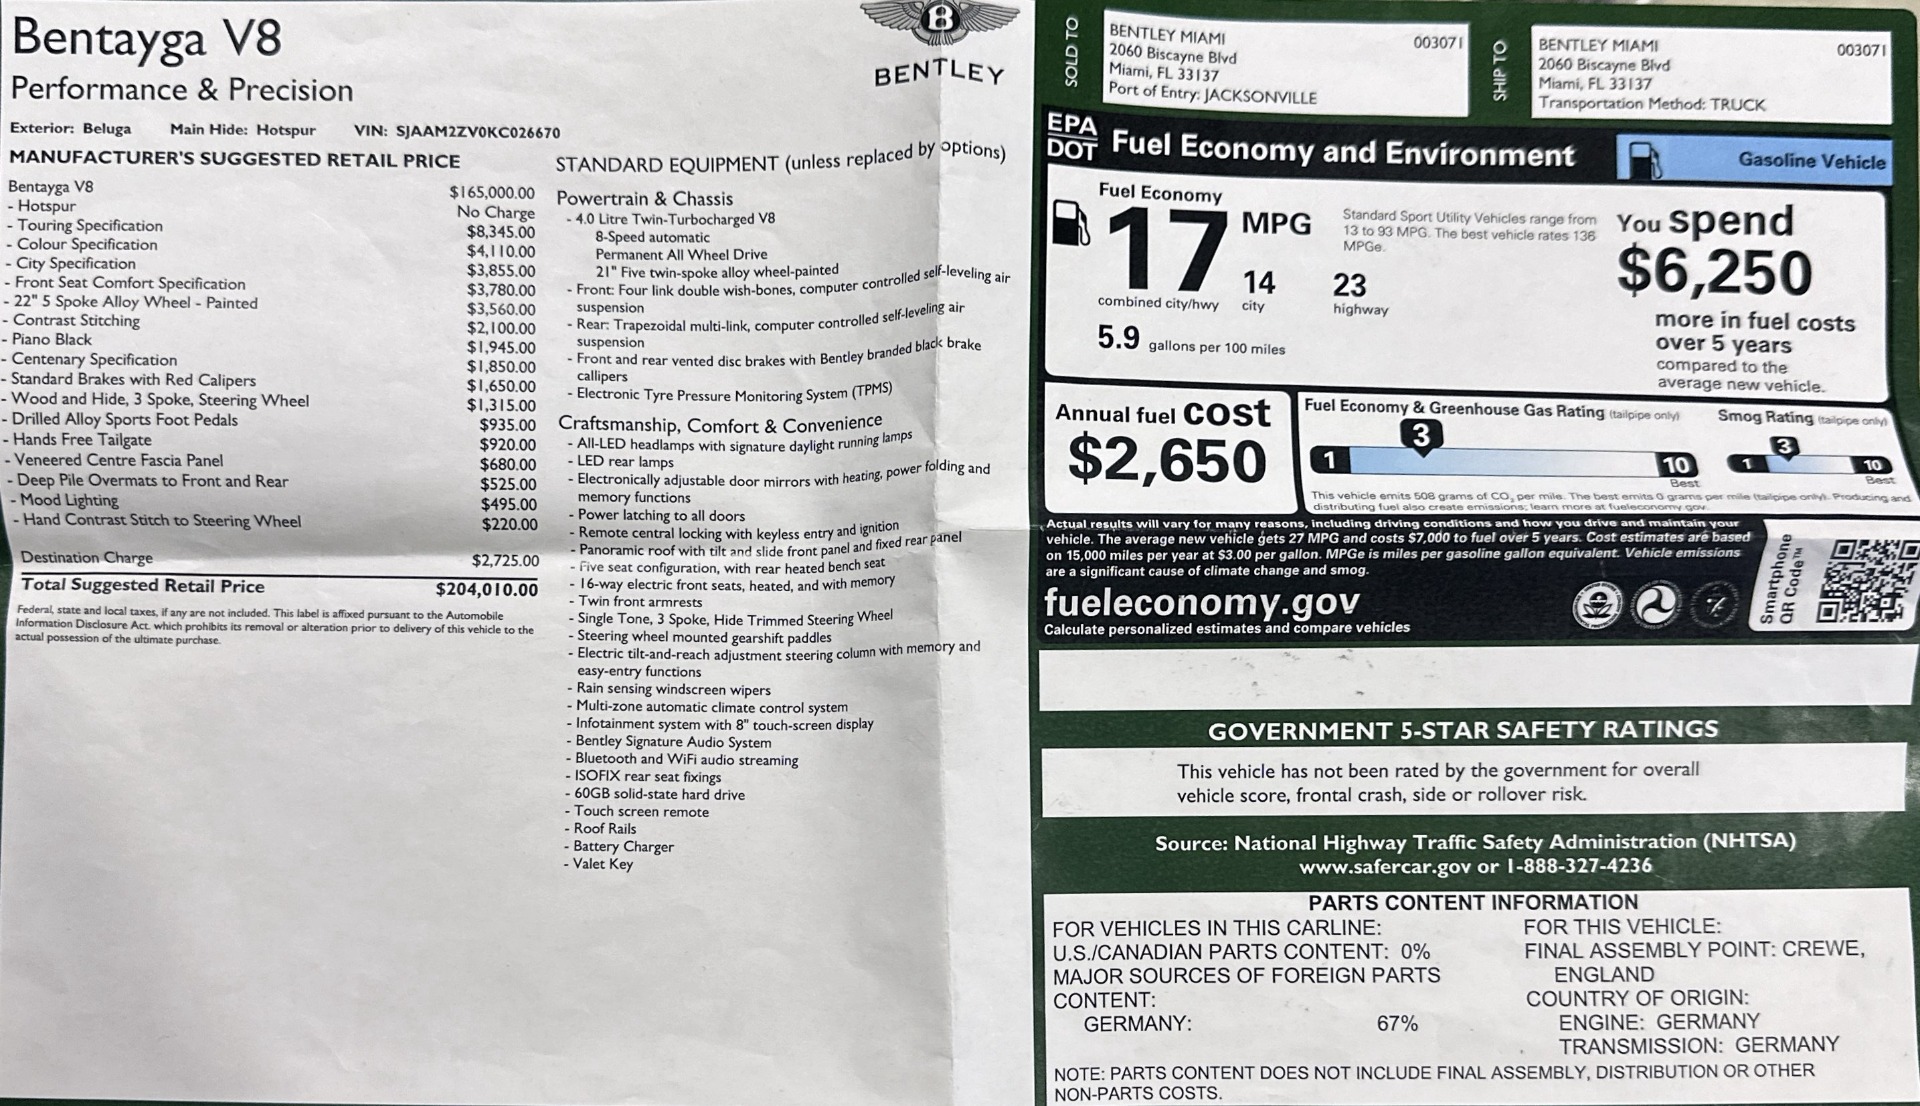 Bentayga V8
Performance & Precision
BENTLEY
Exterior: Beluga Main Hide: Hotspur VIN: SJAAM2ZV0KC026670
MANUFACTURER'S SUGGESTED RETAIL PRICE
Bentayga V8 $165,000.00
- Hotspur No Charge
- Touring Specification $8,345.00
- Colour Specification $4,110.00
- City Specification $3,855.00
- Front Seat Comfort Specification $3,780.00
- 22" 5 Spoke Alloy Wheel - Painted $3,560.00
- Contrast Stitching $2,100.00
- Piano Black $1,945.00
- Centenary Specification $1,850.00
- Standard Brakes with Red Calipers $1,650.00
- Wood and Hide, 3 Spoke, Steering Wheel $1,315.00
- Drilled Alloy Sports Foot Pedals $935.00
- Hands Free Tailgate $920.00
- Veneered Centre Fascia Panel $680.00
- Deep Pile Overmats to Front and Rear $525.00
- Mood Lighting $495.00
- Hand Contrast Stitch to Steering Wheel $220.00
Destination Charge $2,725.00
Total Suggested Retail Price $204,010.00
Federal, state and local taxes, if any are not included. This label is affixed pursuant to the Automobile
Information Disclosure Act. which prohibits its removal or alteration prior to delivery of this vehicle to the
actual possession of the ultimate purchase.
STANDARD EQUIPMENT (unless replaced by options)
Powertrain & Chassis
- 4.0 Litre Twin-Turbocharged V8
8-Speed automatic
Permanent All Wheel Drive
21" Five twin-spoke alloy wheel-painted
- Front: Four link double wish-bones, computer controlled self-leveling air
suspension
- Rear: Trapezoidal multi-link, computer controlled self-leveling air
suspension
- Front and rear vented disc brakes with Bentley branded black brake
callipers
- Electronic Tyre Pressure Monitoring System (TPMS)
Craftsmanship, Comfort & Convenience
- All-LED headlamps with signature daylight running lamps
- LED rear lamps
- Electronically adjustable door mirrors with heating, power folding and
memory functions
- Power latching to all doors
- Remote central locking with keyless entry and ignition
- Panoramic roof with tilt and slide front panel and fixed rear panel
- Five seat configuration, with rear heated bench seat
- 16-way electric front seats, heated, and with memory
- Twin front armrests
- Single Tone, 3 Spoke, Hide Trimmed Steering Wheel
- Steering wheel mounted gearshift paddles
- Electric tilt-and-reach adjustment steering column with memory and
easy-entry functions
- Rain sensing windscreen wipers
- Multi-zone automatic climate control system
- Infotainment system with 8" touch-screen display
- Bentley Signature Audio System
- Bluetooth and WiFi audio streaming
- ISOFIX rear seat fixings
- 60GB solid-state hard drive
- Touch screen remote
- Roof Rails
- Battery Charger
- Valet Key
SOLD TO
BENTLEY MIAMI 003071
2060 Biscayne Blvd
Miami, FL 33137
Port of Entry: JACKSONVILLE
SHIP TO
BENTLEY MIAMI 003071
2060 Biscayne Blvd
Miami, FL 33137
Transportation Method: TRUCK
EPA
DOT Fuel Economy and Environment
Gasoline Vehicle
Fuel Economy
17 MPG
combined city/hwy
14
city
23
highway
5.9 gallons per 100 miles
Standard Sport Utility Vehicles range from
13 to 93 MPG. The best vehicle rates 136
MPGe.
You spend
$6,250
more in fuel costs
over 5 years
compared to the
average new vehicle.
Annual fuel cost
$2,650
Fuel Economy & Greenhouse Gas Rating (tailpipe only)
3
1 10
Best
Smog Rating (tailpipe only)
3
1 10
Best
This vehicle emits 508 grams of CO2 per mile. The best emits 0 grams per mile (tailpipe only). Producing and
distributing fuel also create emissions; learn more at fueleconomy.gov.
Actual results will vary for many reasons, including driving conditions and how you drive and maintain your
vehicle. The average new vehicle gets 27 MPG and costs $7,000 to fuel over 5 years. Cost estimates are based
on 15,000 miles per year at $3.00 per gallon. MPGe is miles per gasoline gallon equivalent. Vehicle emissions
are a significant cause of climate change and smog.
fueleconomy.gov
Calculate personalized estimates and compare vehicles
Smartphone
QR Code™
GOVERNMENT 5-STAR SAFETY RATINGS
This vehicle has not been rated by the government for overall
vehicle score, frontal crash, side or rollover risk.
Source: National Highway Traffic Safety Administration (NHTSA)
www.safercar.gov or 1-888-327-4236
PARTS CONTENT INFORMATION
FOR VEHICLES IN THIS CARLINE:
U.S./CANADIAN PARTS CONTENT: 0%
MAJOR SOURCES OF FOREIGN PARTS
CONTENT:
GERMANY: 67%
FOR THIS VEHICLE:
FINAL ASSEMBLY POINT: CREWE,
ENGLAND
COUNTRY OF ORIGIN:
ENGINE: GERMANY
TRANSMISSION: GERMANY
NOTE: PARTS CONTENT DOES NOT INCLUDE FINAL ASSEMBLY, DISTRIBUTION OR OTHER
NON-PARTS COSTS.